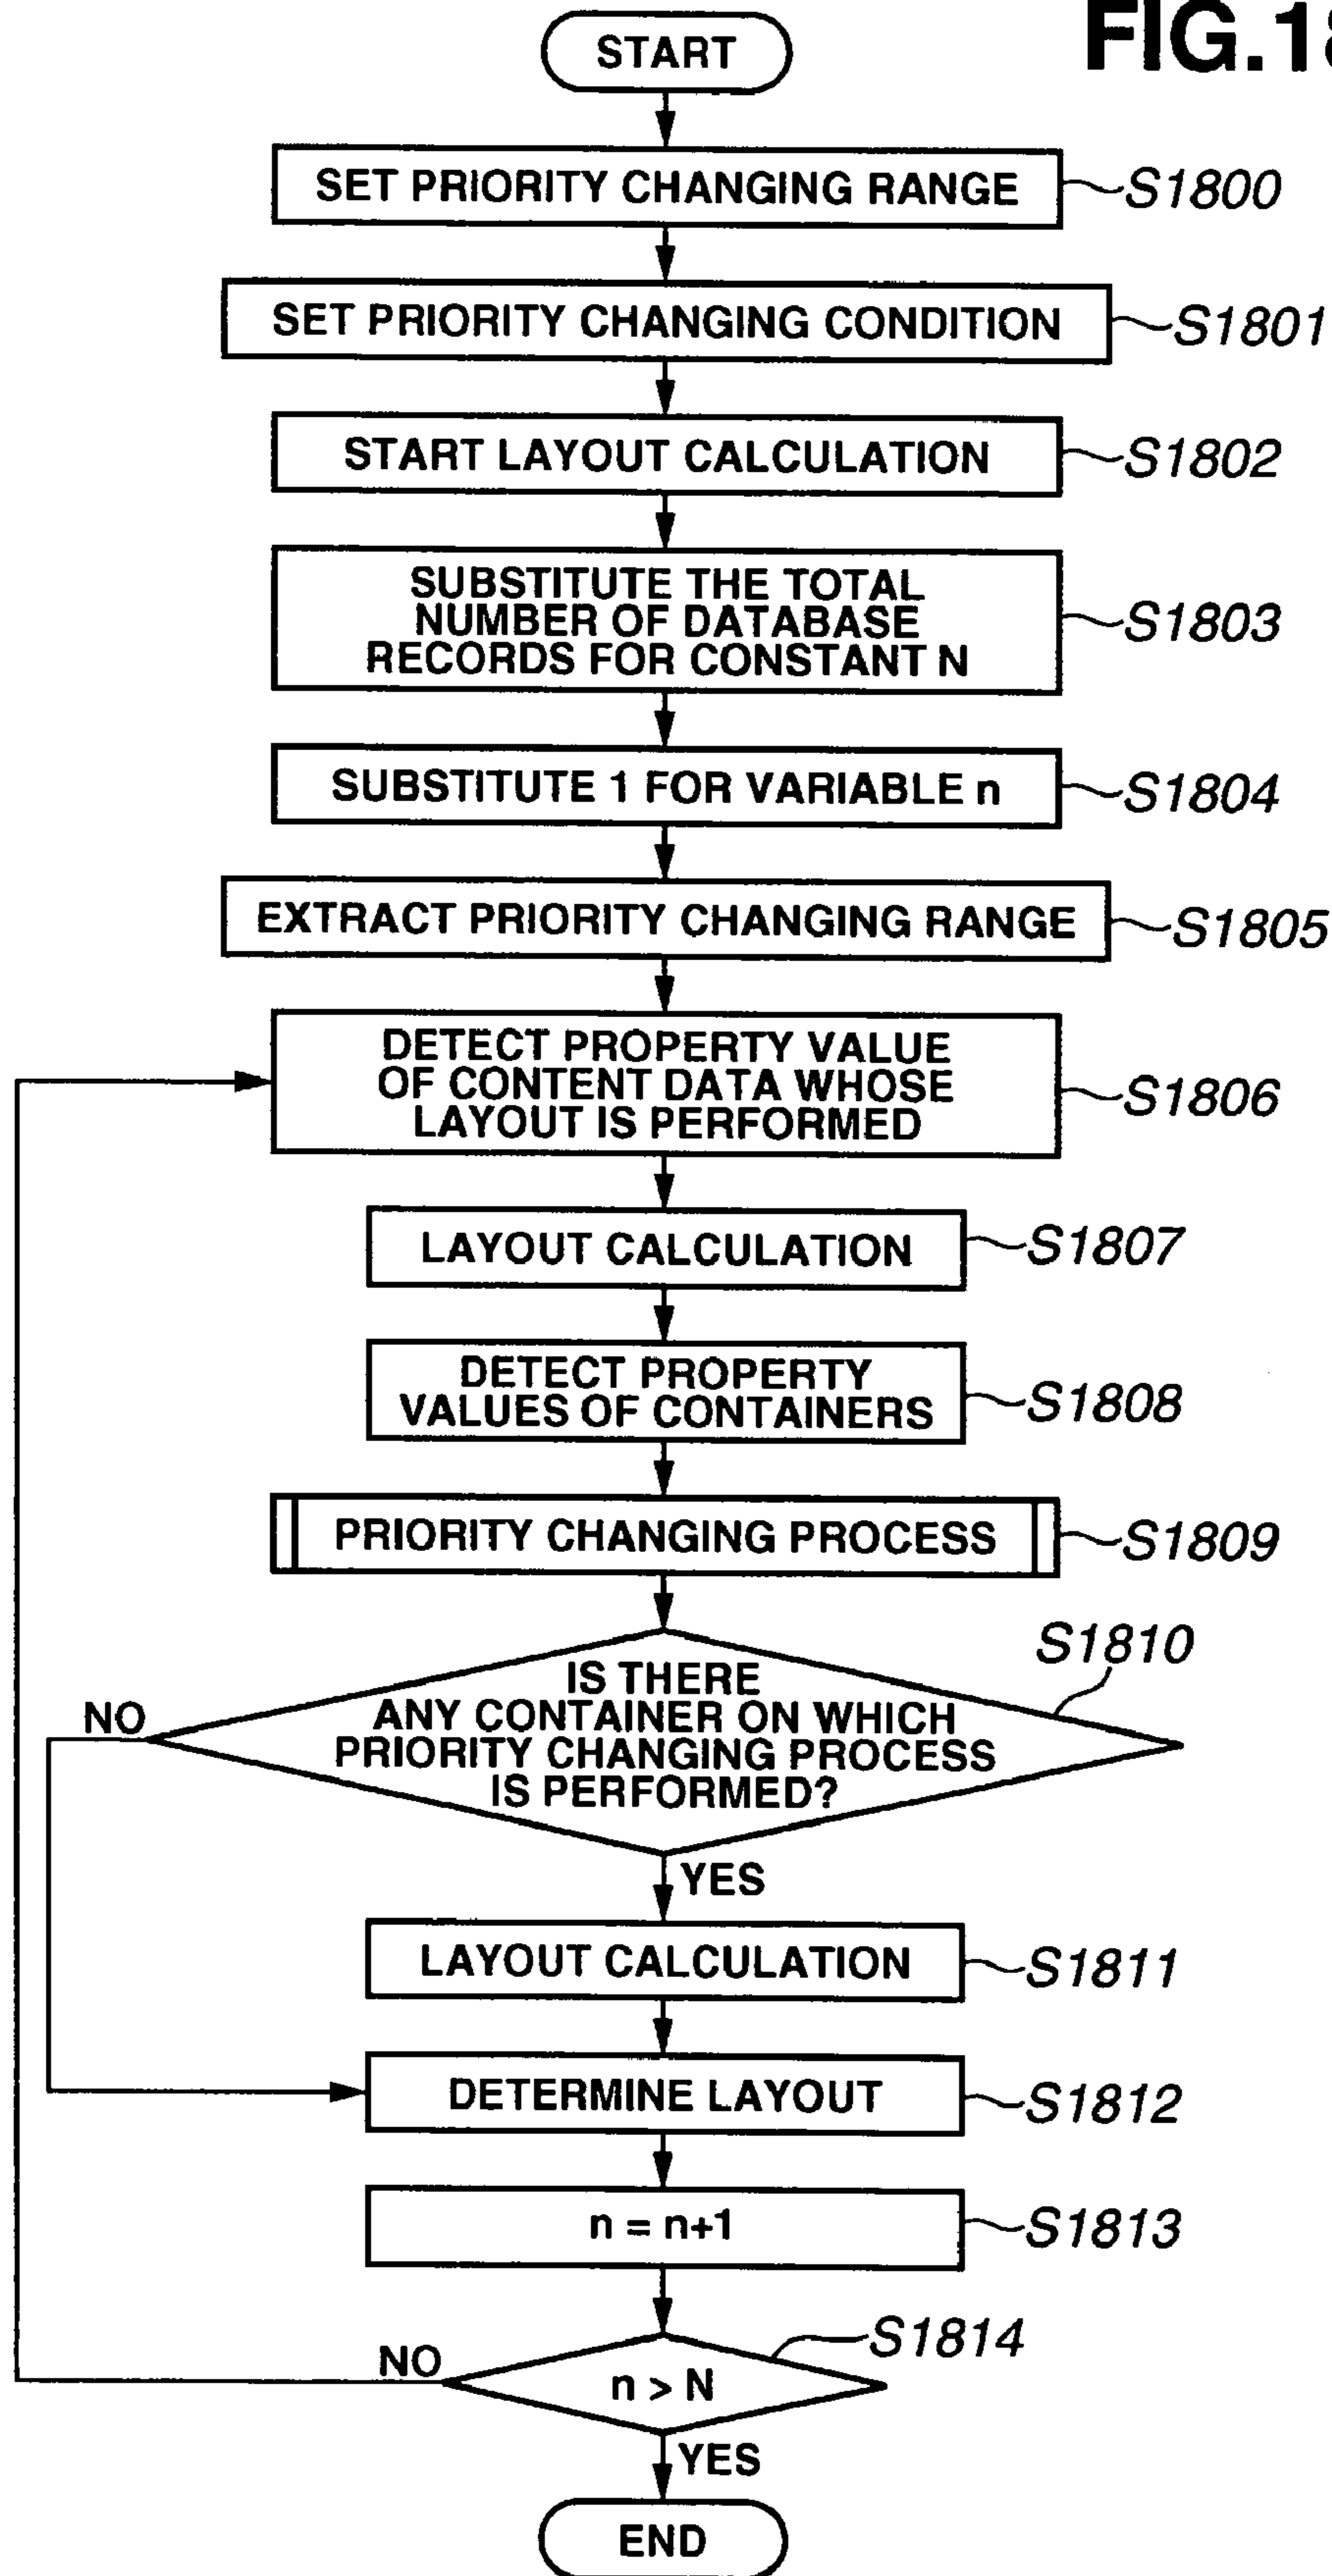 FIG.18
START
SET PRIORITY CHANGING RANGE
S1800
SET PRIORITY CHANGING CONDITION
S1801
START LAYOUT CALCULATION
S1802
SUBSTITUTE THE TOTAL
NUMBER OF DATABASE
RECORDS FOR CONSTANT N
S1803
SUBSTITUTE 1 FOR VARIABLE n
S1804
EXTRACT PRIORITY CHANGING RANGE
S1805
DETECT PROPERTY VALUE
OF CONTENT DATA WHOSE
LAYOUT IS PERFORMED
S1806
LAYOUT CALCULATION
S1807
DETECT PROPERTY
VALUES OF CONTAINERS
S1808
PRIORITY CHANGING PROCESS
S1809
S1810
IS THERE
ANY CONTAINER ON WHICH
PRIORITY CHANGING PROCESS
IS PERFORMED?
NO
YES
LAYOUT CALCULATION
S1811
DETERMINE LAYOUT
S1812
n = n+1
S1813
S1814
NO
n > N
YES
END